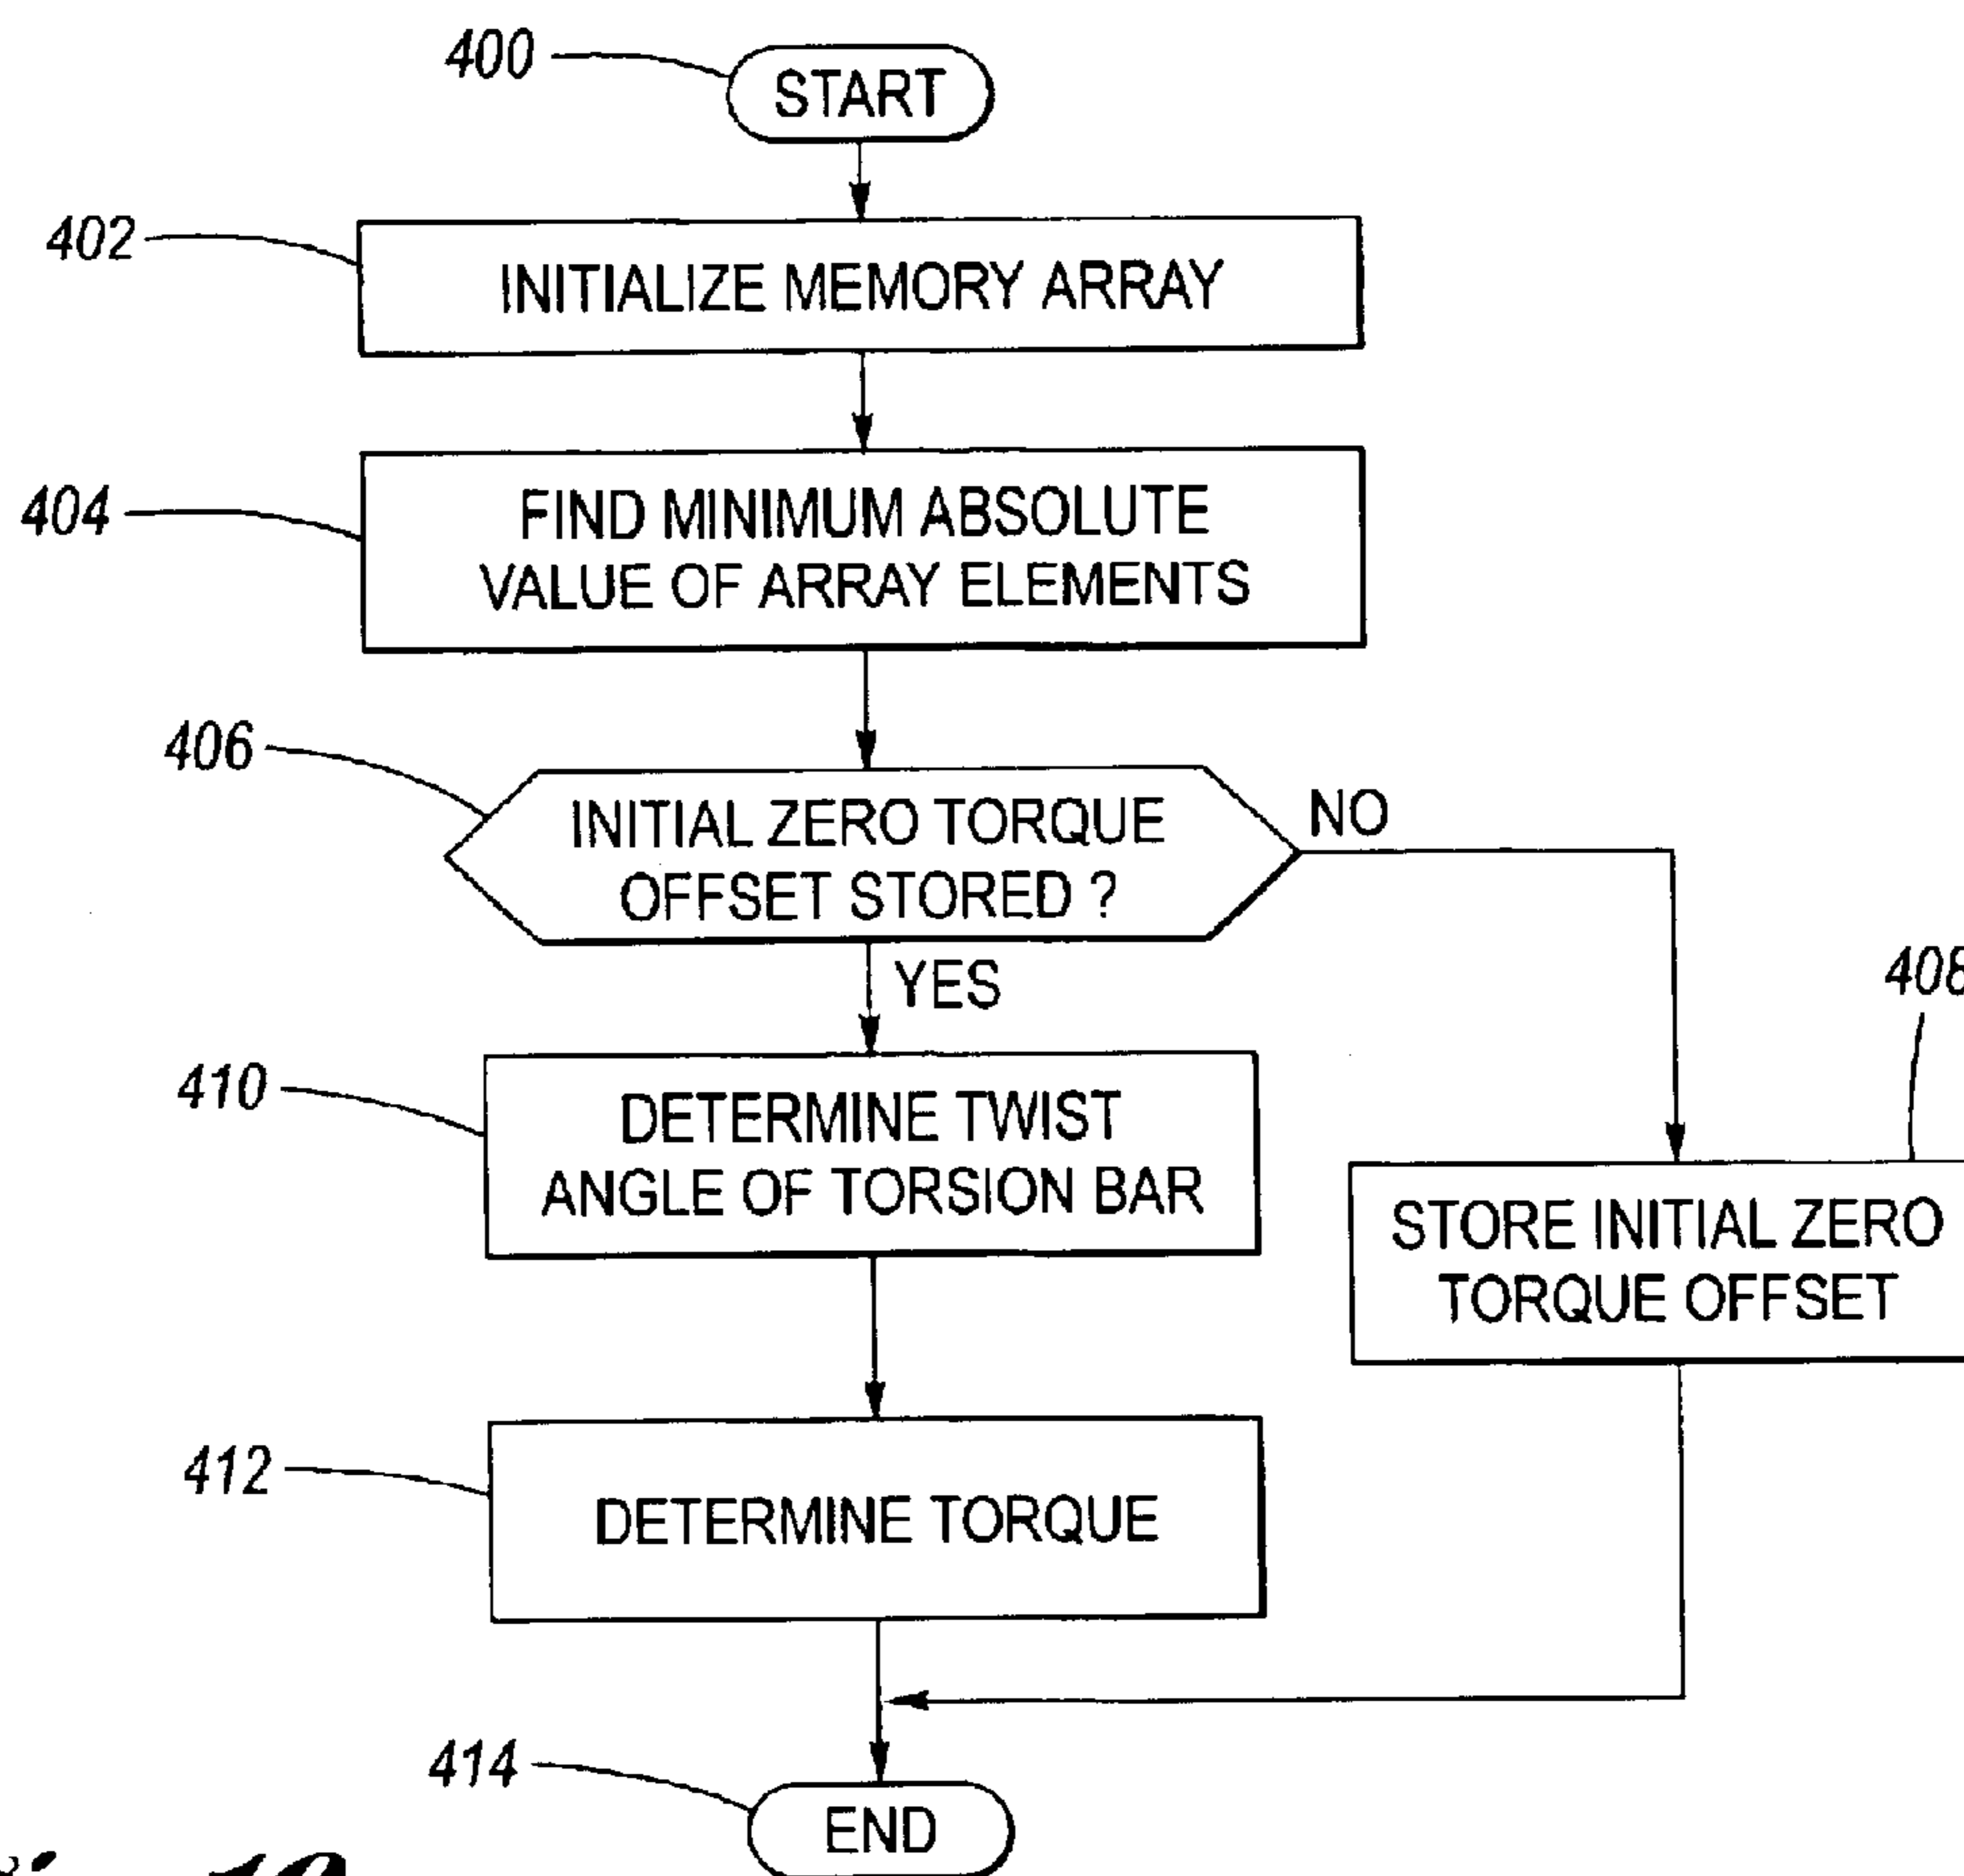 400
START
402
INITIALIZE MEMORY ARRAY
404
FIND MINIMUM ABSOLUTE
VALUE OF ARRAY ELEMENTS
406
INITIAL ZERO TORQUE
OFFSET STORED ?
NO
YES
408
410
DETERMINE TWIST
ANGLE OF TORSION BAR
STORE INITIAL ZERO
TORQUE OFFSET
412
DETERMINE TORQUE
414
END